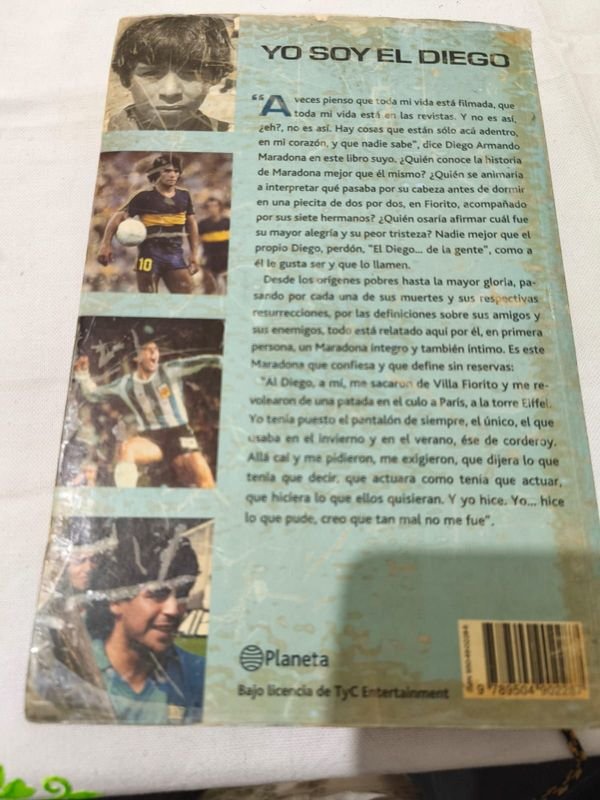 YO SOY EL DIEGO
“A veces pienso que toda mi vida está filmada, que
toda mi vida está en las revistas. Y no es así,
¿eh?, no es así. Hay cosas que están sólo acá adentro,
en mi corazón, y que nadie sabe", dice Diego Armando
Maradona en este libro suyo. ¿Quién conoce la historia
de Maradona mejor que él mismo? ¿Quién se animaría
a interpretar qué pasaba por su cabeza antes de dormir
en una piecita de dos por dos, en Fiorito, acompañado
por sus siete hermanos? ¿Quién osaría afirmar cuál fue
su mayor alegría y su peor tristeza? Nadie mejor que el
propio Diego, perdón, "El Diego... de la gente", como a
él le gusta ser y que lo llamen.
Desde los orígenes pobres hasta la mayor gloria, pa-
sando por cada una de sus muertes y sus respectivas
resurrecciones, por las definiciones sobre sus amigos y
sus enemigos, todo está relatado aquí por él, en primera
persona, un Maradona íntegro y también íntimo. Es este
Maradona que confiesa y que define sin reservas:
"Al Diego, a mí, me sacaron de Villa Fiorito y me re-
volearon de una patada en el culo a París, a la torre Eiffel.
Yo tenía puesto el pantalón de siempre, el único, el que
usaba en el invierno y en el verano, ése de corderoy.
Allá caí y me pidieron, me exigieron, que dijera lo que
tenía que decir, que actuara como tenía que actuar,
que hiciera lo que ellos quisieran. Y yo hice. Yo... hice
lo que pude, creo que tan mal no me fue".
10
Planeta
Bajo licencia de TyC Entertainment
9 789504 902287